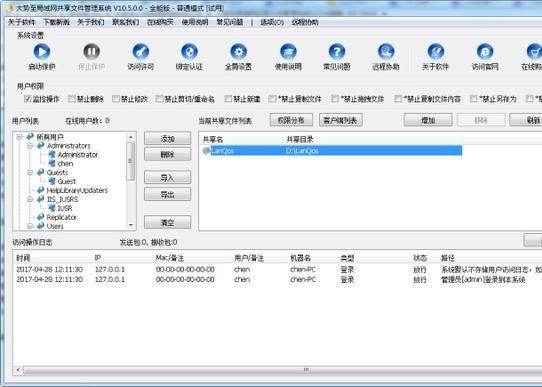 大势至局域网共享文件管理系统 V10.5.0.0 - 全能版 - 普通模式 [试用]
关于软件 下载新版 关于我们 联系我们 在线购买 使用说明 常见问题 | 选项(O) 远程协助
系统设置
启动保护 停止保护 访问许可 绑定认证 全局设置 使用说明 常见问题 远程协助 关于软件 访问官网 在线购
用户权限
监控操作 禁止删除 禁止修改 禁止剪切/重命名 禁止新建 *禁止复制文件 *禁止拖拽文件 *禁止复制文件内容 *禁止另存为
用户列表 在线用户数: 0 当前共享文件列表 权限分布 客户端列表 增加 移除 刷新
所有用户 添加 共享名 共享目录
Administrators LanQos D:\LanQos
Administrator 删除
chen
Guests 导入
Guest
HelpLibraryUpdaters 导出
IIS_IUSRS
IUSR
Replicator 清空
Users
访问操作日志 发送包:0, 接收包:0
时间 IP Mac/备注 用户/备注 机器名 类型 状态 路径
2017-04-28 12:11:30 127.0.0.1 00-00-00-00-00-00 chen chen-PC 登录 放行 系统默认不存储用户访问日志，如
2017-04-28 12:11:30 127.0.0.1 00-00-00-00-00-00 chen chen-PC 登录 放行 管理员[admin]登录到本系统